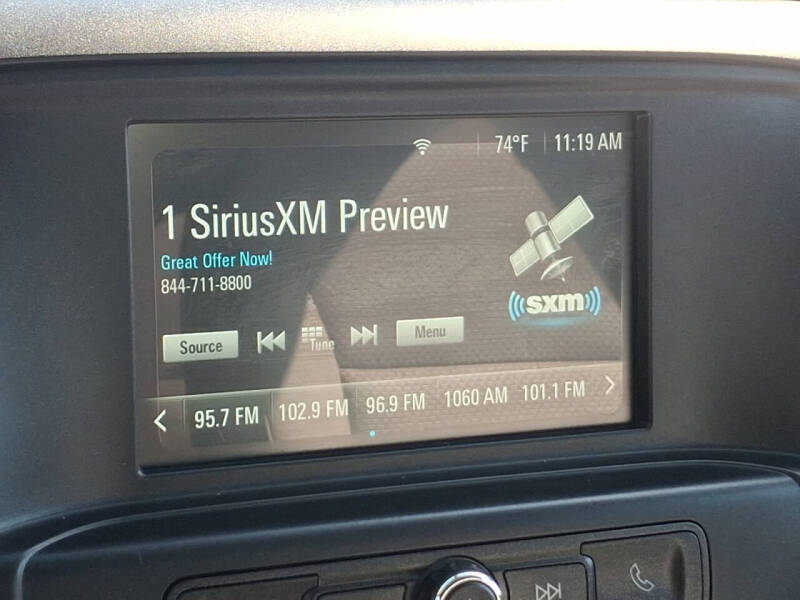 74°F 11:19 AM
1 SiriusXM Preview
Great Offer Now!
844-711-8800
sxm
Source Tune Menu
95.7 FM 102.9 FM 96.9 FM 1060 AM 101.1 FM